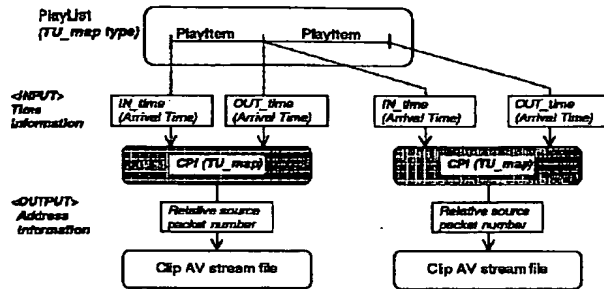 PlayList
(TU_map type)
PlayItem
PlayItem
<INPUT>
Time
Information
IN_time
(Arrival Time)
OUT_time
(Arrival Time)
IN_time
(Arrival Time)
OUT_time
(Arrival Time)
CPI (TU_map)
CPI (TU_map)
<OUTPUT>
Address
Information
Relative source
packet number
Relative source
packet number
Clip AV stream file
Clip AV stream file